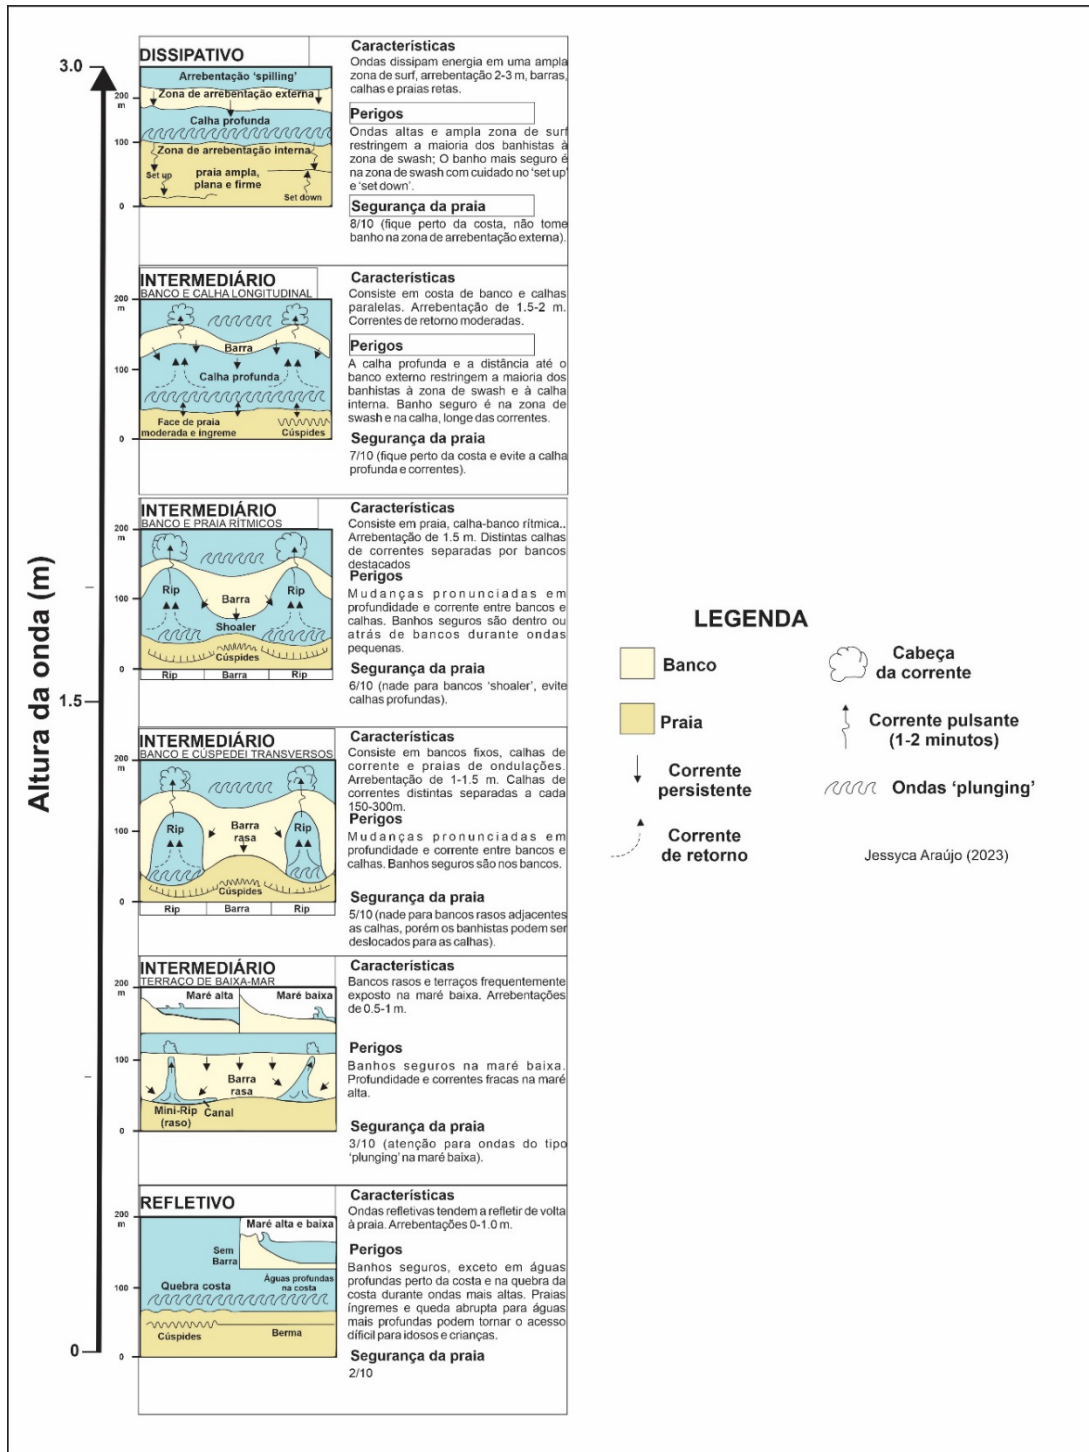 Altura da onda (m)
3.0
1.5
0
DISSIPATIVO
Arrebentação 'spilling'
Zona de arrebentação externa
Calha profunda
Zona de arrebentação interna
Set up
praia ampla,
plana e firme
Set down
200
m
100
0
Características
Ondas dissipam energia em uma ampla
zona de surf, arrebentação 2-3 m, barras,
calhas e praias retas.
Perigos
Ondas altas e ampla zona de surf
restringem a maioria dos banhistas à
zona de swash; O banho mais seguro é
na zona de swash com cuidado no 'set up'
e 'set down'.
Segurança da praia
8/10 (fique perto da costa, não tome
banho na zona de arrebentação externa).
INTERMEDIÁRIO
BANCO E CALHA LONGITUDINAL
200
m
100
0
Barra
Calha profunda
Face de praia
moderada e ingreme
Cúspides
Características
Consiste em costa de banco e calhas
paralelas. Arrebentação de 1.5-2 m.
Correntes de retorno moderadas.
Perigos
A calha profunda e a distância até o
banco externo restringem a maioria dos
banhistas à zona de swash e à calha
interna. Banho seguro é na zona de
swash e na calha, longe das correntes.
Segurança da praia
7/10 (fique perto da costa e evite a calha
profunda e correntes).
INTERMEDIÁRIO
BANCO E PRAIA RÍTMICOS
200
m
100
0
Rip
Barra
Rip
Shoaler
Cúspides
Rip
Barra
Rip
Características
Consiste em praia, calha-banco rítmica..
Arrebentação de 1.5 m. Distintas calhas
de correntes separadas por bancos
destacados
Perigos
Mudanças pronunciadas em
profundidade e corrente entre bancos e
calhas. Banhos seguros são dentro ou
atrás de bancos durante ondas
pequenas.
Segurança da praia
6/10 (nade para bancos 'shoaler', evite
calhas profundas).
INTERMEDIÁRIO
BANCO E CÚSPEDEI TRANSVERSOS
200
m
100
0
Rip
Barra
rasa
Rip
Cúspides
Rip
Barra
Rip
Características
Consiste em bancos fixos, calhas de
corrente e praias de ondulações.
Arrebentação de 1-1.5 m. Calhas de
correntes distintas separadas a cada
150-300m.
Perigos
Mudanças pronunciadas em
profundidade e corrente entre bancos e
calhas. Banhos seguros são nos bancos.
Segurança da praia
5/10 (nade para bancos rasos adjacentes
as calhas, porém os banhistas podem ser
deslocados para as calhas).
INTERMEDIÁRIO
TERRAÇO DE BAIXA-MAR
200
m
100
0
Maré alta
Maré baixa
Barra
rasa
Mini-Rip
(raso)
Canal
Características
Bancos rasos e terraços frequentemente
exposto na maré baixa. Arrebentações
de 0.5-1 m.
Perigos
Banhos seguros na maré baixa.
Profundidade e correntes fracas na maré
alta.
Segurança da praia
3/10 (atenção para ondas do tipo
'plunging' na maré baixa).
REFLETIVO
200
m
100
0
Maré alta e baixa
Sem
Barra
Quebra costa
Águas profundas
na costa
Cúspides
Berma
Características
Ondas refletivas tendem a refletir de volta
à praia. Arrebentações 0-1.0 m.
Perigos
Banhos seguros, exceto em águas
profundas perto da costa e na quebra da
costa durante ondas mais altas. Praias
íngremes e queda abrupta para águas
mais profundas podem tornar o acesso
díficil para idosos e crianças.
Segurança da praia
2/10
LEGENDA
Banco
Praia
Corrente
persistente
Corrente
de retorno
Cabeça
da corrente
Corrente pulsante
(1-2 minutos)
Ondas 'plunging'
Jessyca Araújo (2023)